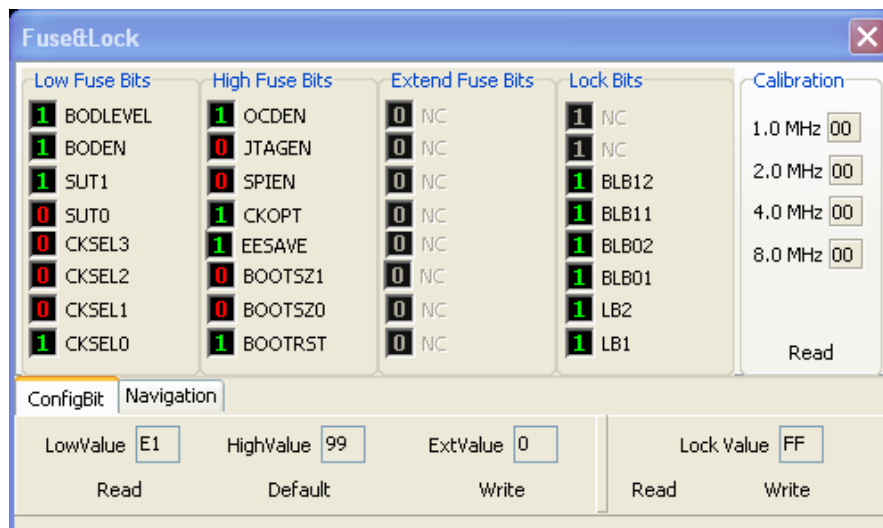 Fuse&Lock
Low Fuse Bits High Fuse Bits Extend Fuse Bits Lock Bits Calibration
1 BODLEVEL 1 OCDEN 0 NC 1 NC 1.0 MHz 00
1 BODEN 0 JTAGEN 0 NC 1 NC
1 SUT1 0 SPIEN 0 NC 1 BLB12 2.0 MHz 00
0 SUT0 1 CKOPT 0 NC 1 BLB11 4.0 MHz 00
0 CKSEL3 1 EESAVE 0 NC 1 BLB02 8.0 MHz 00
0 CKSEL2 0 BOOTSZ1 0 NC 1 BLB01
0 CKSEL1 0 BOOTSZ0 0 NC 1 LB2
1 CKSEL0 1 BOOTRST 0 NC 1 LB1 Read
ConfigBit Navigation
LowValue E1 HighValue 99 ExtValue 0 Lock Value FF
Read Default Write Read Write